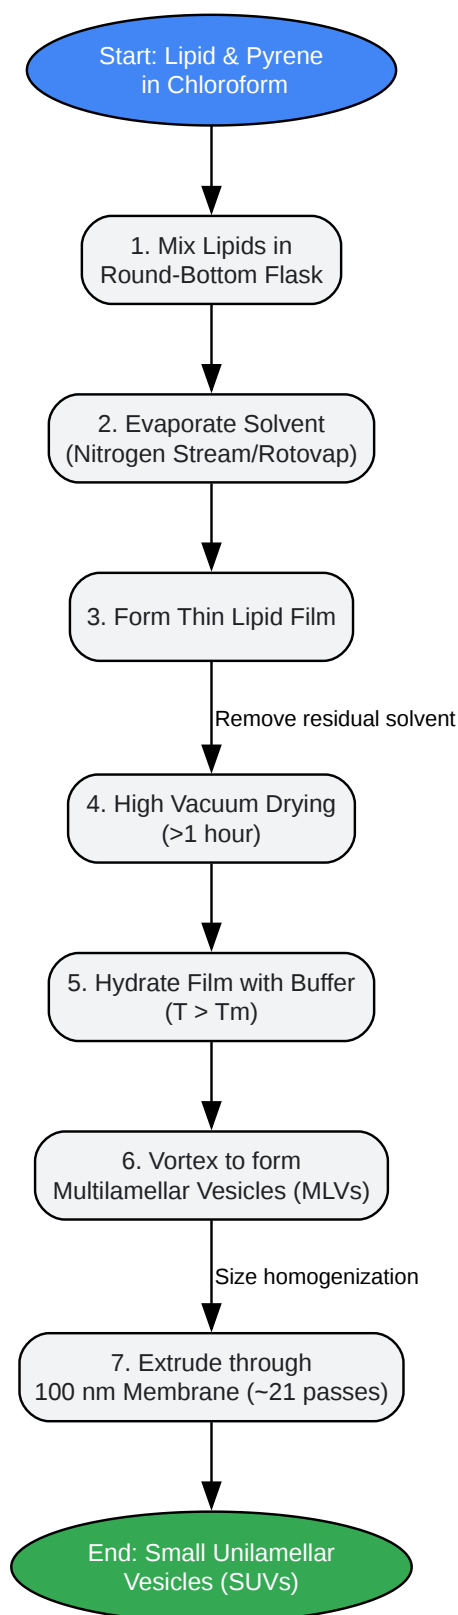 Start: Lipid & Pyrene
in Chloroform
1. Mix Lipids in
Round-Bottom Flask
2. Evaporate Solvent
(Nitrogen Stream/Rotovap)
3. Form Thin Lipid Film
Remove residual solvent
4. High Vacuum Drying
(>1 hour)
5. Hydrate Film with Buffer
(T > Tm)
6. Vortex to form
Multilamellar Vesicles (MLVs)
Size homogenization
7. Extrude through
100 nm Membrane (~21 passes)
End: Small Unilamellar
Vesicles (SUVs)